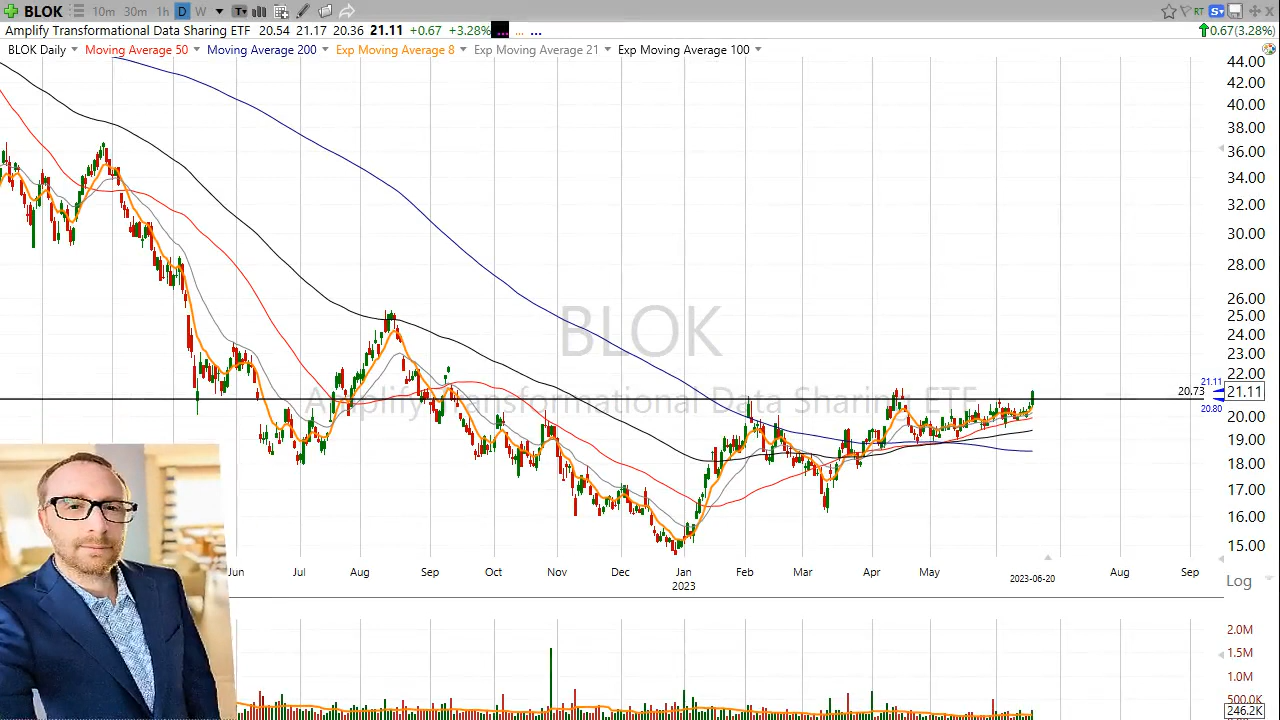 BLOK 10m 30m 1h D W T RT S
Amplify Transformational Data Sharing ETF 20.54 21.17 20.36 21.11 +0.67 +3.28% ... ... ... 0.67(3.28%)
BLOK Daily Moving Average 50 Moving Average 200 Exp Moving Average 8 Exp Moving Average 21 Exp Moving Average 100
44.00
42.00
40.00
38.00
36.00
34.00
32.00
30.00
28.00
26.00
25.00
24.00
23.00
22.00
BLOK
Amplify Transformational Data Sharing ETF
21.11
20.73 21.11
20.80
20.00
19.00
18.00
17.00
16.00
15.00
Jun Jul Aug Sep Oct Nov Dec Jan Feb Mar Apr May 2023-06-20 Aug Sep
2023
Log
2.0M
1.5M
1.0M
500.0K
246.2K